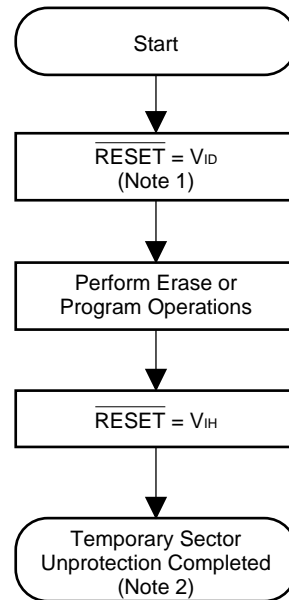 Start
RESET = VID
(Note 1)
Perform Erase or
Program Operations
RESET = VIH
Temporary Sector
Unprotection Completed
(Note 2)